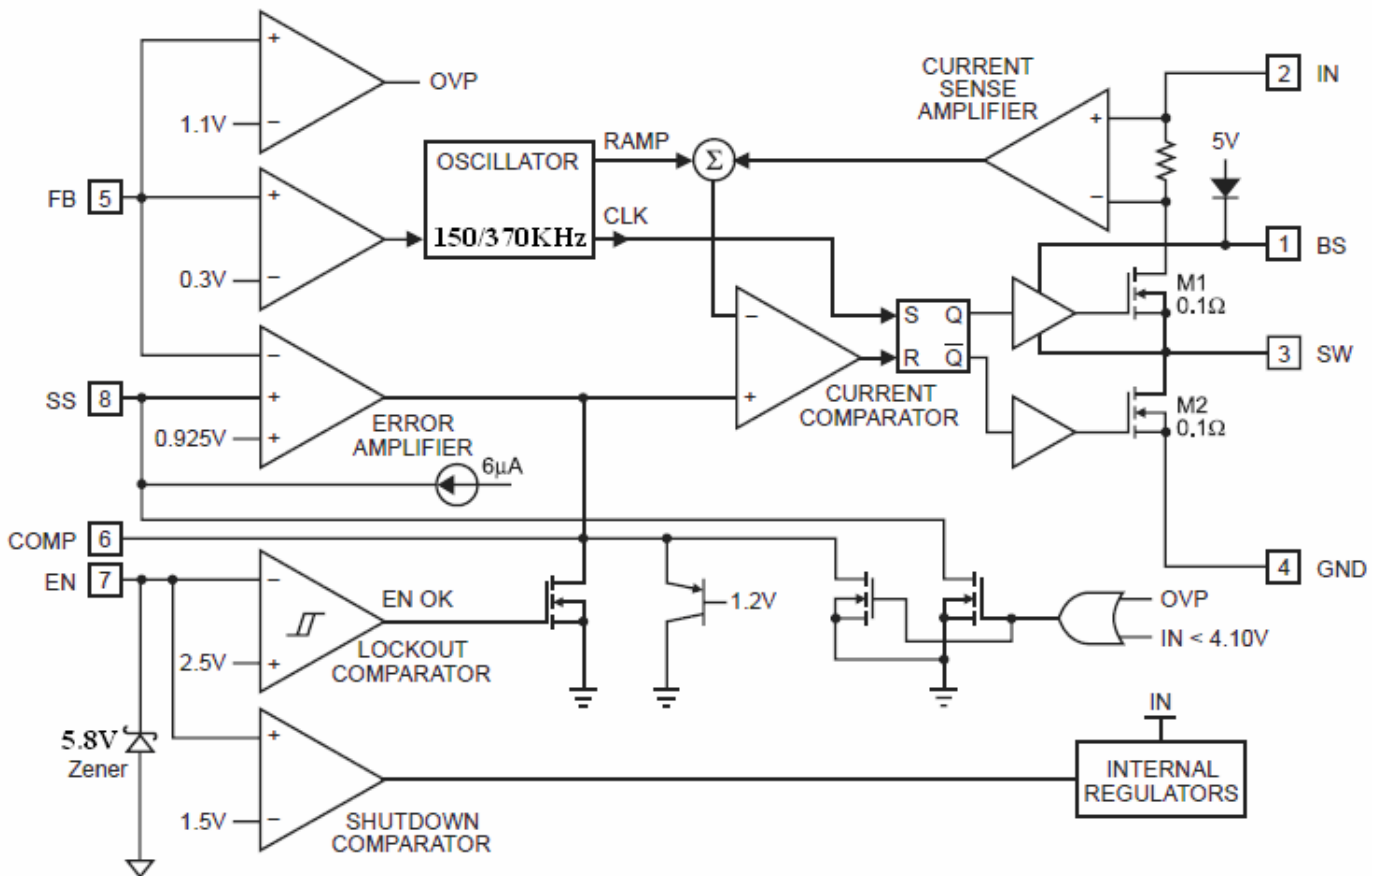 OVP
1.1V
FB 5
0.3V
OSCILLATOR
150/370KHz
RAMP
CLK
Σ
CURRENT
SENSE
AMPLIFIER
2 IN
5V
1 BS
M1
0.1Ω
3 SW
M2
0.1Ω
4 GND
S Q
R Q̅
CURRENT
COMPARATOR
SS 8
0.925V
ERROR
AMPLIFIER
6µA
COMP 6
EN 7
EN OK
2.5V
LOCKOUT
COMPARATOR
1.2V
OVP
IN < 4.10V
5.8V
Zener
1.5V
SHUTDOWN
COMPARATOR
IN
INTERNAL
REGULATORS
+
−
+
−
−
+
+
−
+
+
−
+
−
−
+